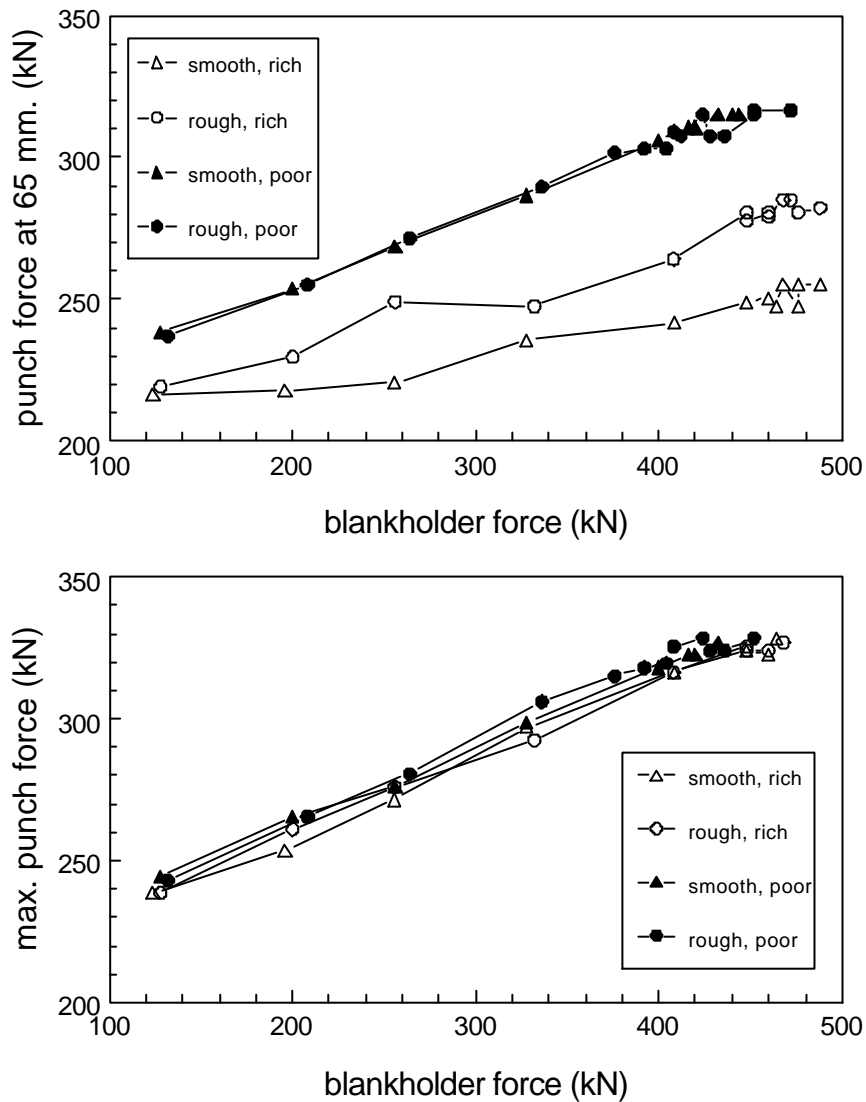 punch force at 65 mm. (kN)
350
300
250
200
smooth, rich
rough, rich
smooth, poor
rough, poor
100 200 300 400 500
blankholder force (kN)
max. punch force (kN)
350
300
250
200
smooth, rich
rough, rich
smooth, poor
rough, poor
100 200 300 400 500
blankholder force (kN)